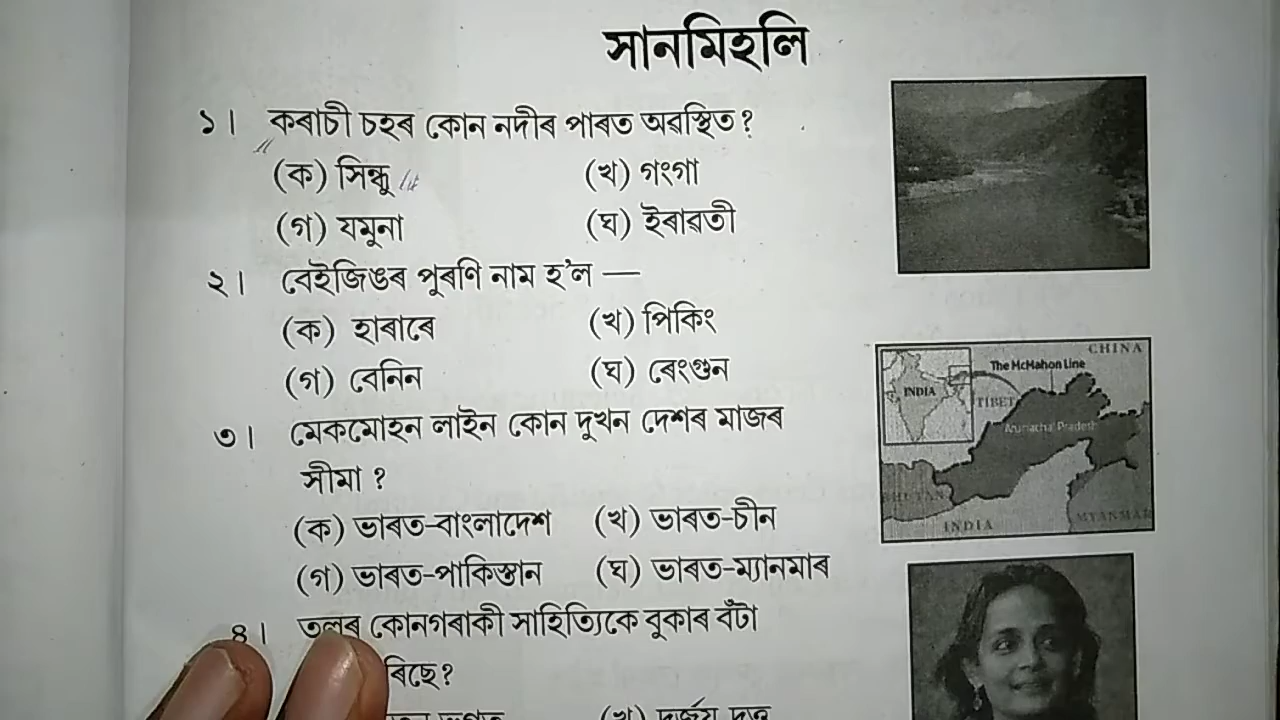 সানমিহলি
১। কৰাচী চহৰ কোন নদীৰ পাৰত অৱস্থিত?
(ক) সিন্ধু (খ) গংগা
(গ) যমুনা (ঘ) ইৰাৱতী
২। বেইজিঙৰ পুৰণি নাম হ'ল —
(ক) হাৰাৰে (খ) পিকিং
(গ) বেনিন (ঘ) ৰেংগুন
৩। মেকমোহন লাইন কোন দুখন দেশৰ মাজৰ
সীমা ?
(ক) ভাৰত-বাংলাদেশ (খ) ভাৰত-চীন
(গ) ভাৰত-পাকিস্তান (ঘ) ভাৰত-ম্যানমাৰ
৪। তলৰ কোনগৰাকী সাহিত্যিকে বুকাৰ বঁটা
ৰিছে?
(খ)
CHINA
The McMahon Line
INDIA
TIBET
Arunachal Pradesh
BHUTAN
INDIA
MYANMAR